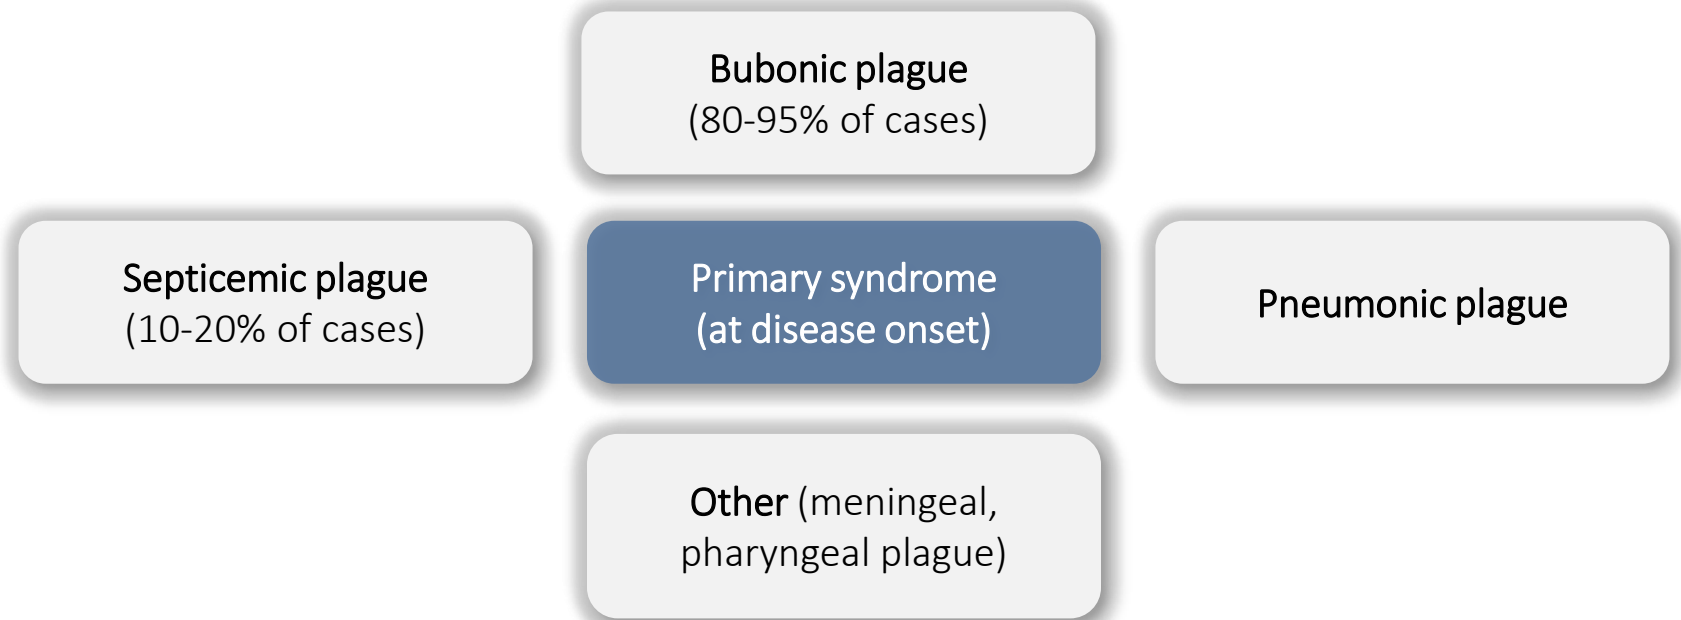 Bubonic plague
(80-95% of cases)
Septicemic plague
(10-20% of cases)
Primary syndrome
(at disease onset)
Pneumonic plague
Other (meningeal,
pharyngeal plague)